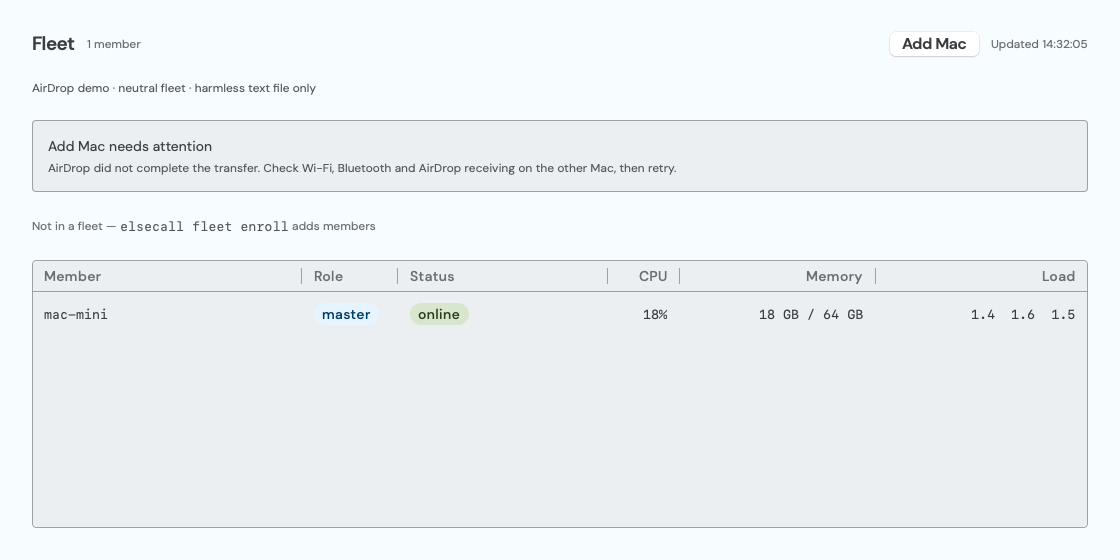 Fleet 1 member Add Mac Updated 14:32:05
AirDrop demo · neutral fleet · harmless text file only
Add Mac needs attention
AirDrop did not complete the transfer. Check Wi-Fi, Bluetooth and AirDrop receiving on the other Mac, then retry.
Not in a fleet — elsecall fleet enroll adds members
Member Role Status CPU Memory Load
mac-mini master online 18% 18 GB / 64 GB 1.4 1.6 1.5